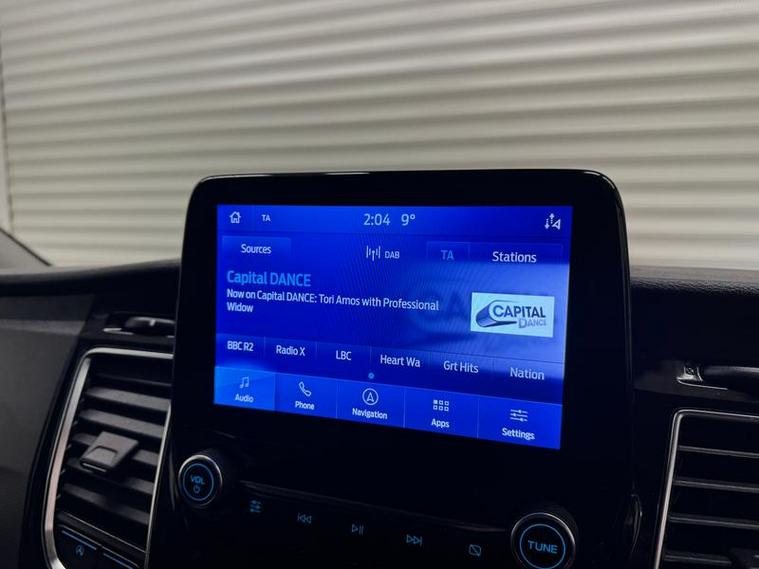 TA 2:04 9°
Sources DAB TA Stations
Capital DANCE
Now on Capital DANCE: Tori Amos with Professional
Widow
CAPITAL
DANCE
BBC R2 Radio X LBC Heart Wa Grt Hits Nation
Audio Phone Navigation Apps Settings
VOL
TUNE